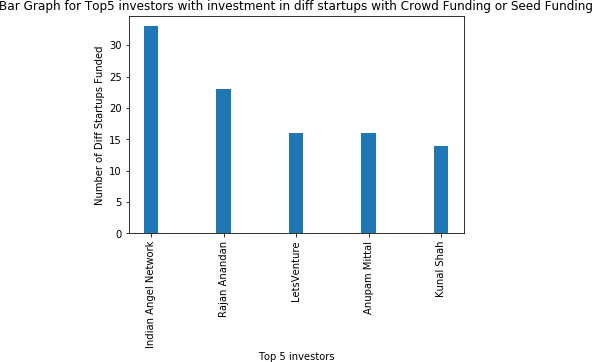 Bar Graph for Top5 investors with investment in diff startups with Crowd Funding or Seed Funding
Number of Diff Startups Funded
30
25
20
15
10
5
0
Indian Angel Network
Rajan Anandan
LetsVenture
Anupam Mittal
Kunal Shah
Top 5 investors